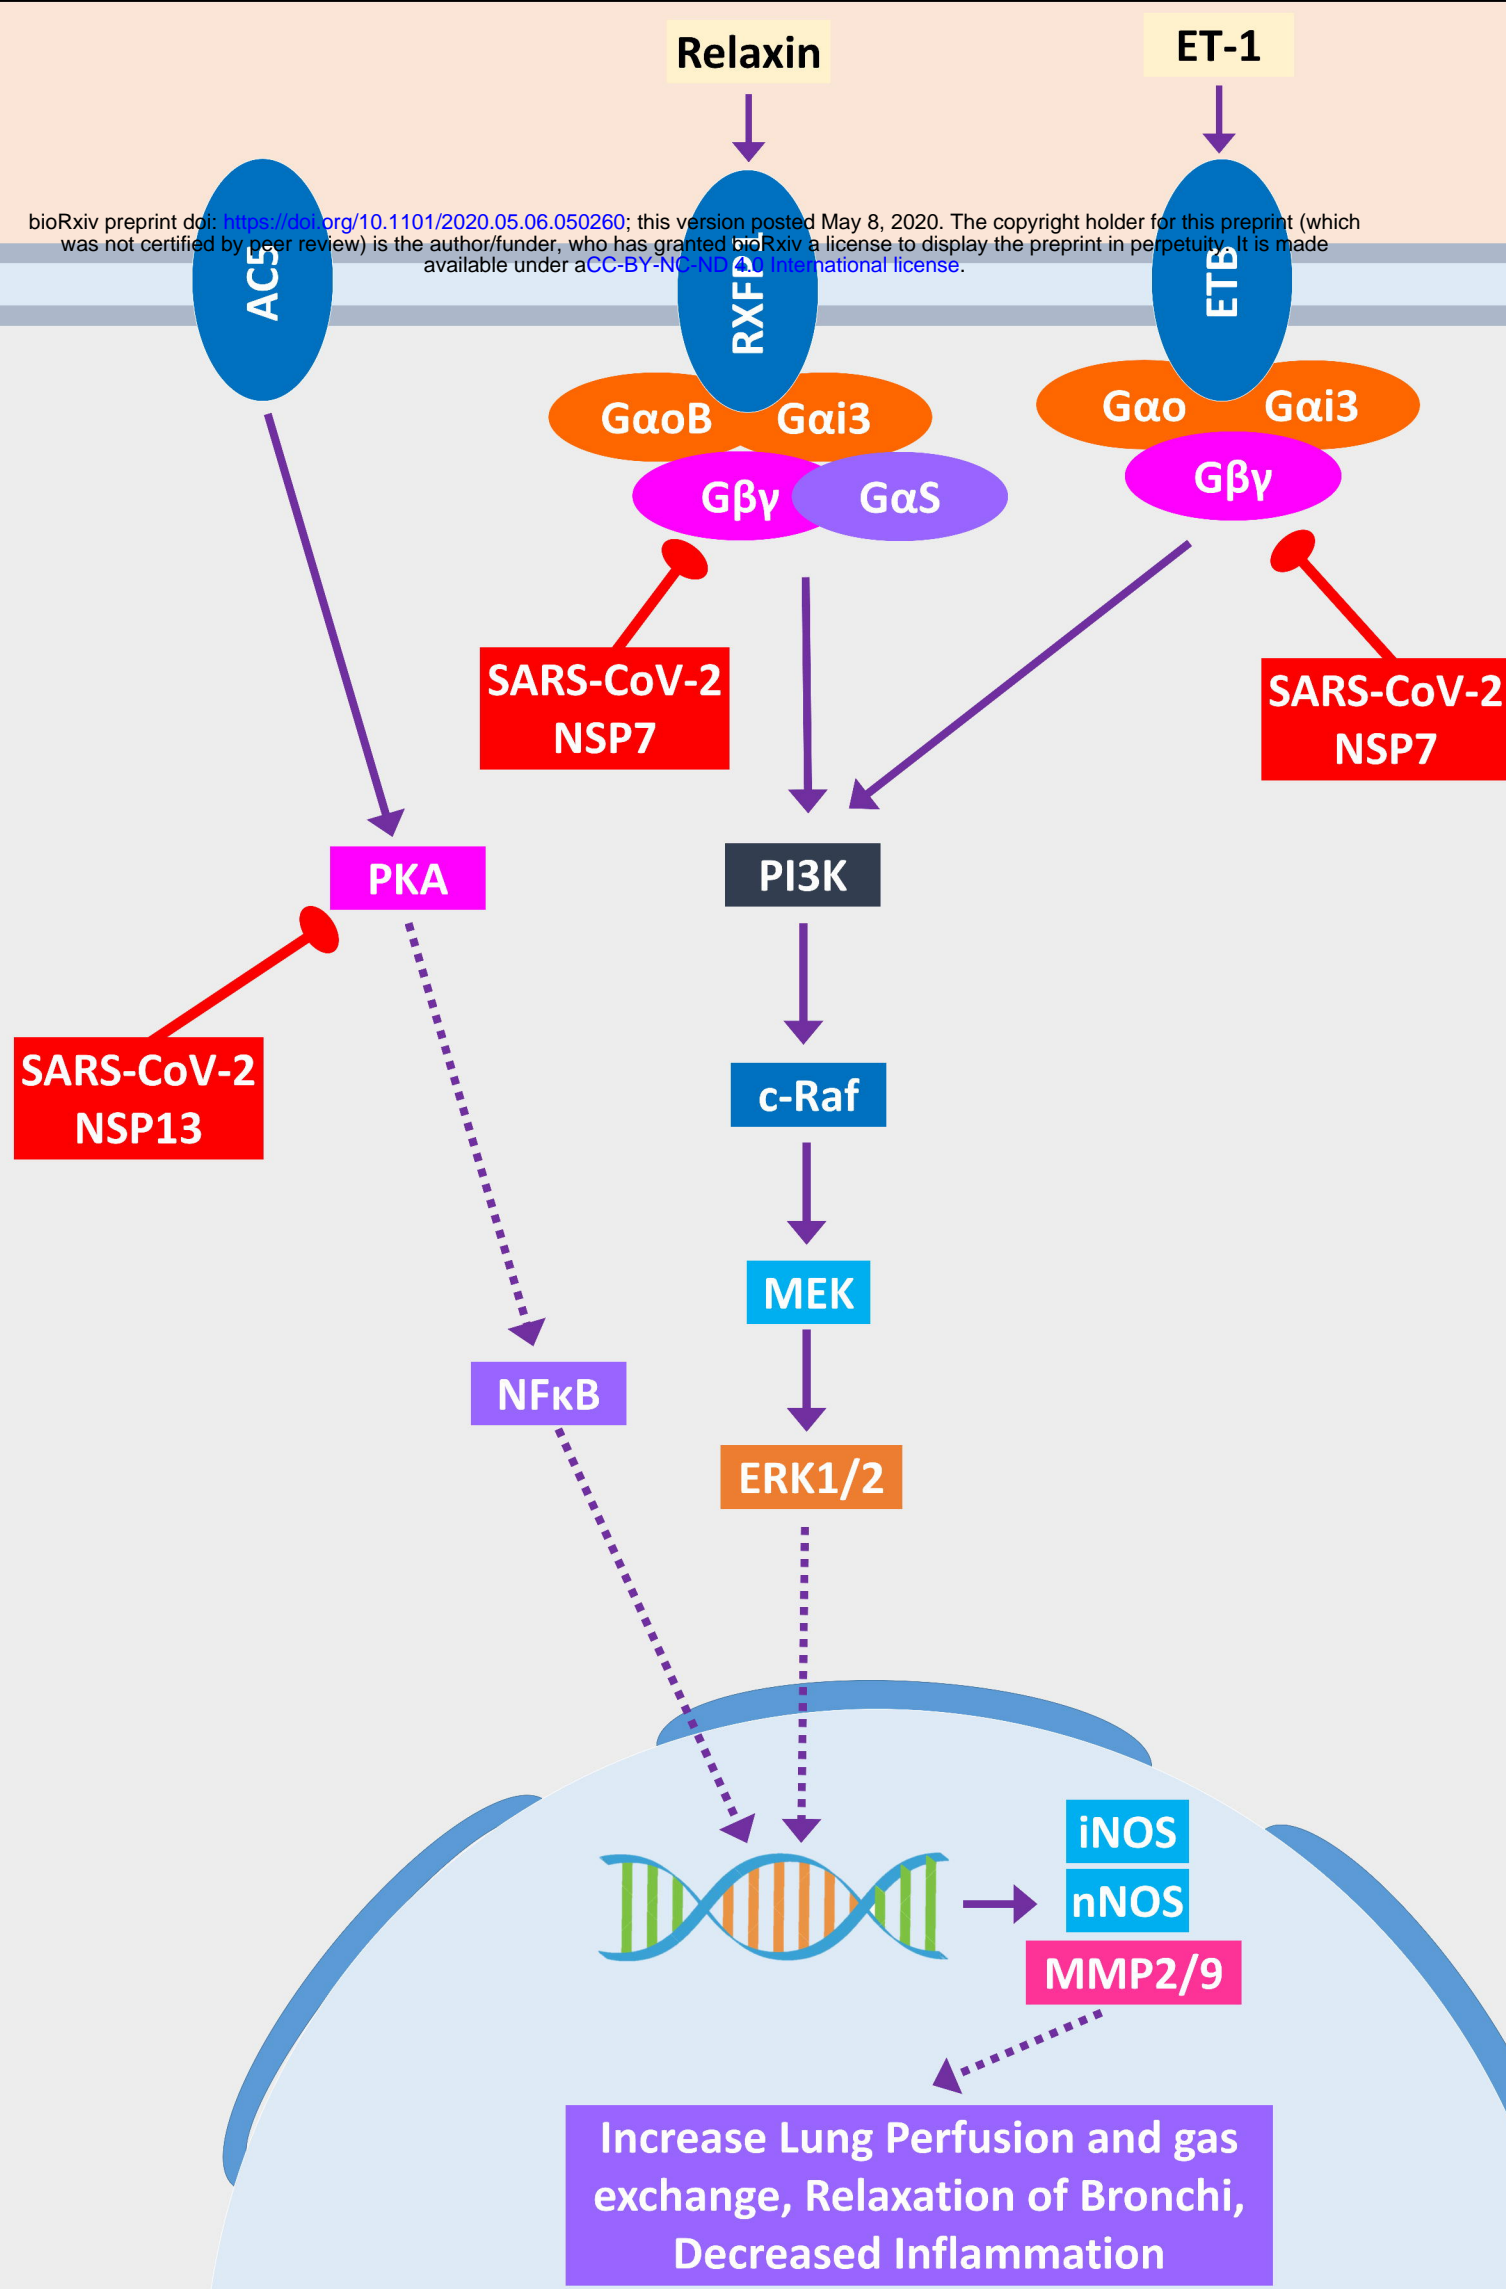 Relaxin
ET-1
bioRxiv preprint doi: https://doi.org/10.1101/2020.05.06.050260; this version posted May 8, 2020. The copyright holder for this preprint (which
was not certified by peer review) is the author/funder, who has granted bioRxiv a license to display the preprint in perpetuity. It is made
available under aCC-BY-NC-ND 4.0 International license.
AC5
RXFP1
ETB
GαoB
Gαi3
Gαo
Gαi3
Gβγ
GαS
Gβγ
SARS-CoV-2
NSP7
SARS-CoV-2
NSP7
PKA
PI3K
SARS-CoV-2
NSP13
c-Raf
MEK
NFκB
ERK1/2
iNOS
nNOS
MMP2/9
Increase Lung Perfusion and gas
exchange, Relaxation of Bronchi,
Decreased Inflammation